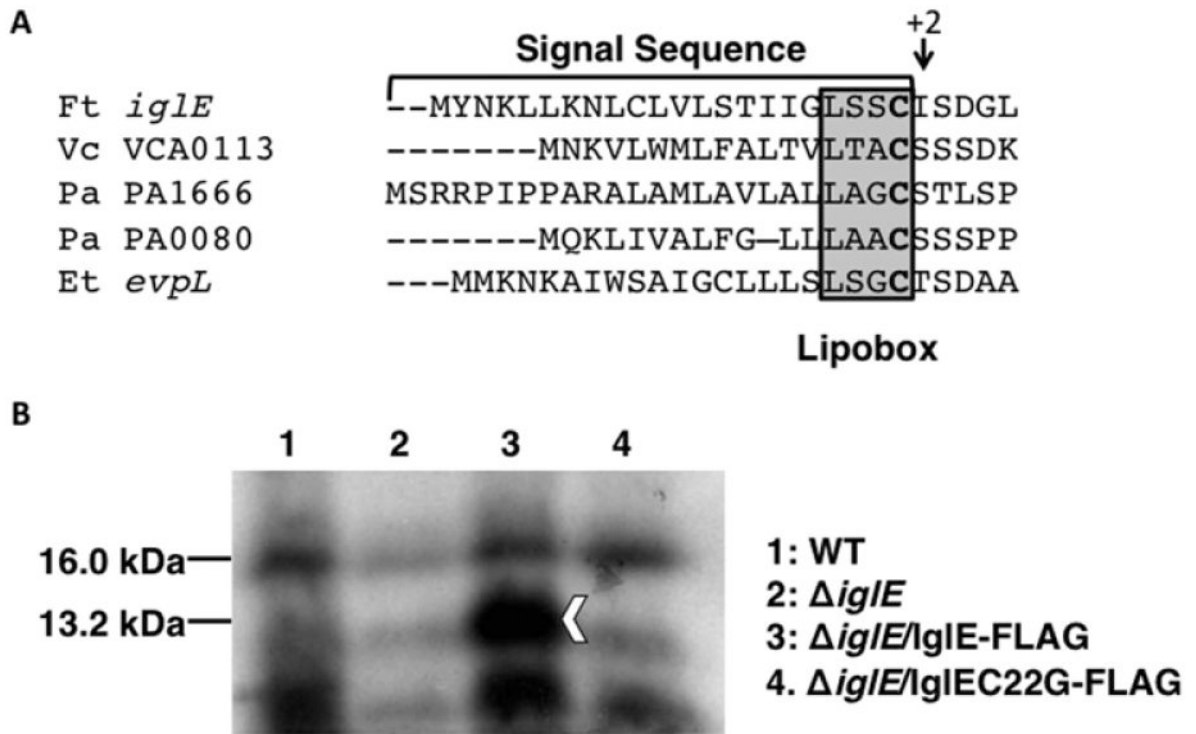 A
+2
Signal Sequence
Ft iglE --MYNKLLKNLCLVLSTIIGLSSCISDGL
Vc VCA0113 -------MNKVLWMLFALTVLTACSSSDK
Pa PA1666 MSRRPIPPARALAMLAVLALLAGCSTLSP
Pa PA0080 -------MQKLIVALFG–LLLAACSSSPP
Et evpL ---MMKNKAIWSAIGCLLLSLSGCTSDAA
Lipobox
B
1 2 3 4
16.0 kDa
13.2 kDa
1: WT
2: ΔiglE
3: ΔiglE/IglE-FLAG
4. ΔiglE/IglEC22G-FLAG